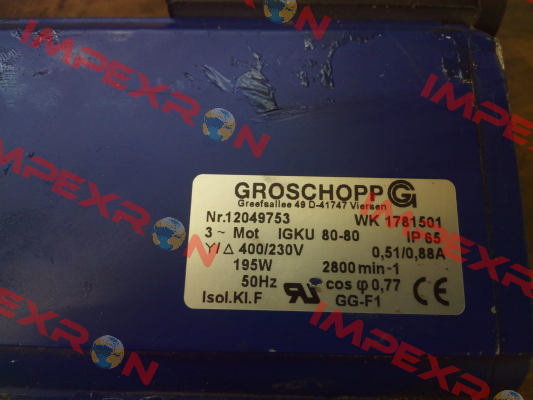 IMPEXRON
IMPEXRON
IMPEXRON
GROSCHOPP G
Greefsallee 49 D-41747 Viersen
Nr.12049753 WK 1781501
3 ~ Mot IGKU 80-80 IP 65
Y/△ 400/230V 0,51/0,88A
195W 2800 min-1
50Hz cos φ 0,77
Isol.Kl.F GG-F1 CE
IMPEXRON
IMPEXRON
IMPEXRON